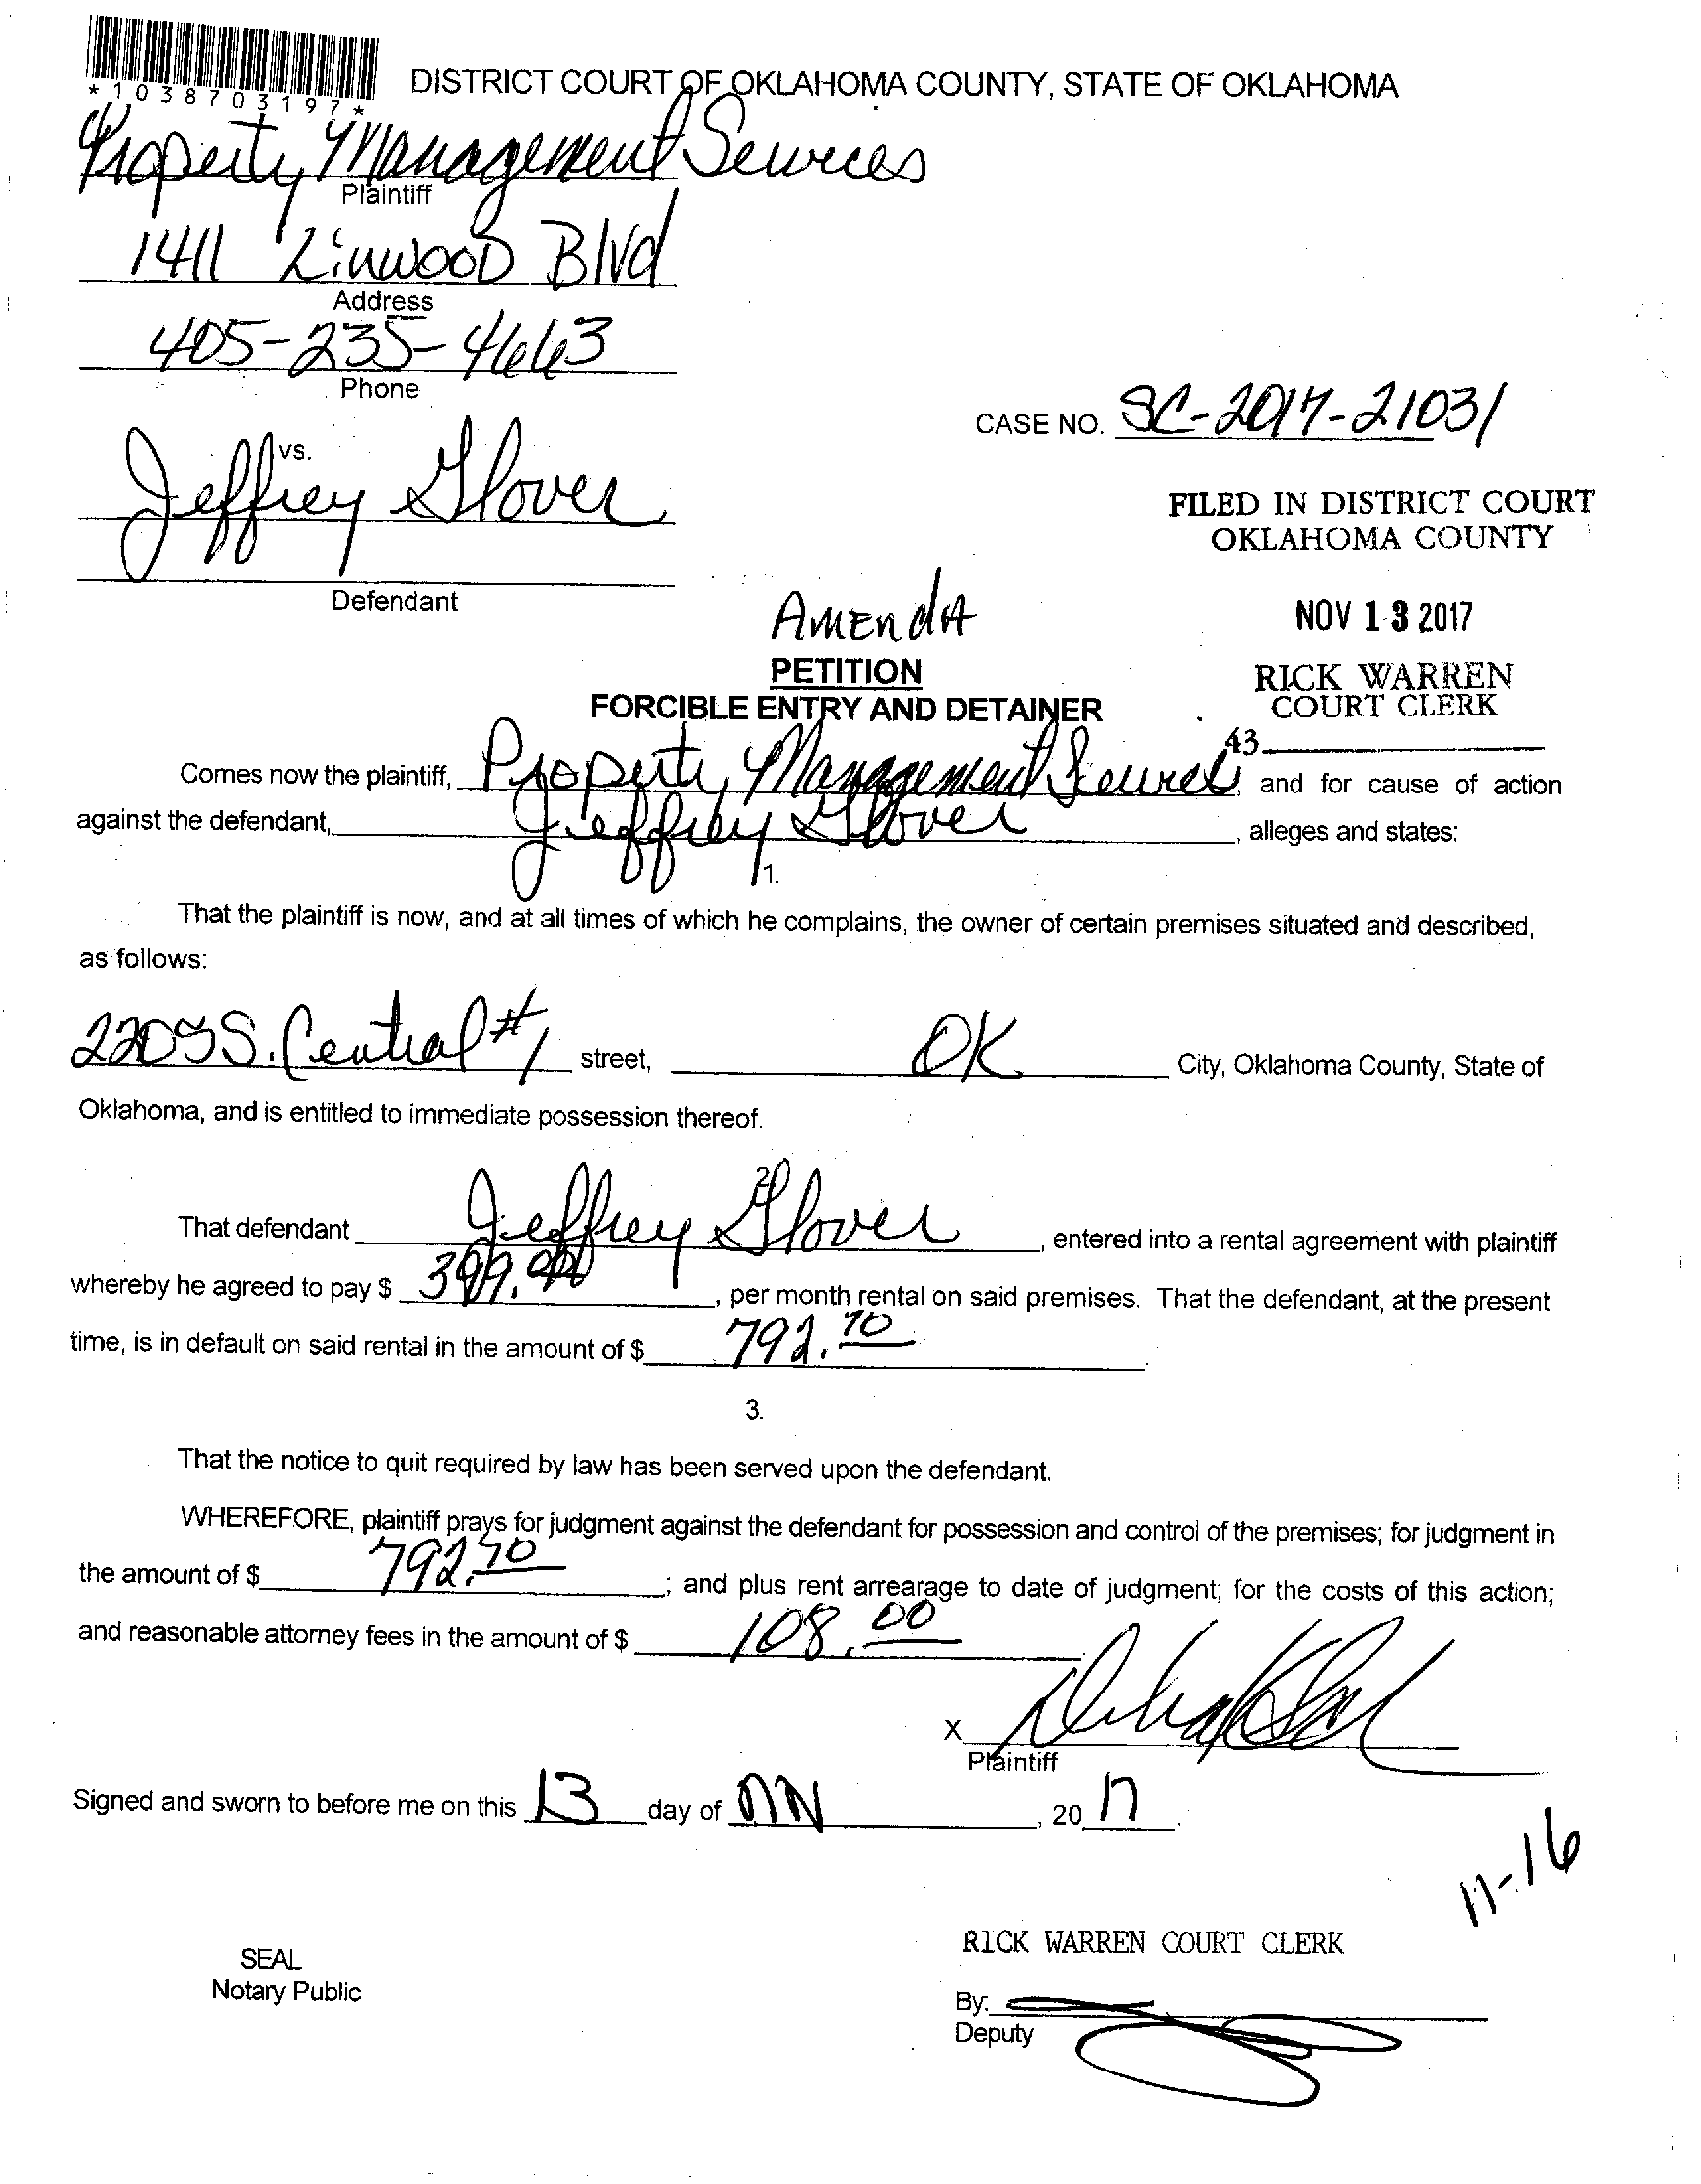 *1038703197*
DISTRICT COURT OF OKLAHOMA COUNTY, STATE OF OKLAHOMA
Property Management Services
Plaintiff
1411 Linwood Blvd
Address
405-235-4663
Phone
CASE NO. SC-2017-21031
vs.
Jeffrey Glover
FILED IN DISTRICT COURT
OKLAHOMA COUNTY
Defendant
AMENdA
NOV 13 2017
PETITION
RICK WARREN
FORCIBLE ENTRY AND DETAINER
COURT CLERK
43
Comes now the plaintiff, Property Management and for cause of action
against the defendant, Jeffrey Glover, alleges and states:
1.
That the plaintiff is now, and at all times of which he complains, the owner of certain premises situated and described,
as follows:
S. Central #1 street, OK City, Oklahoma County, State of
Oklahoma, and is entitled to immediate possession thereof.
2.
That defendant Jeffrey Glover, entered into a rental agreement with plaintiff
whereby he agreed to pay $, per month rental on said premises. That the defendant, at the present
time, is in default on said rental in the amount of $ 792.70
3.
That the notice to quit required by law has been served upon the defendant.
WHEREFORE, plaintiff prays for judgment against the defendant for possession and control of the premises; for judgment in
the amount of $ 792.70; and plus rent arrearage to date of judgment; for the costs of this action;
and reasonable attorney fees in the amount of $ 108.00
X
Plaintiff
Signed and sworn to before me on this 13 day of, 20 17.
11-16
RICK WARREN COURT CLERK
SEAL
Notary Public
By:
Deputy